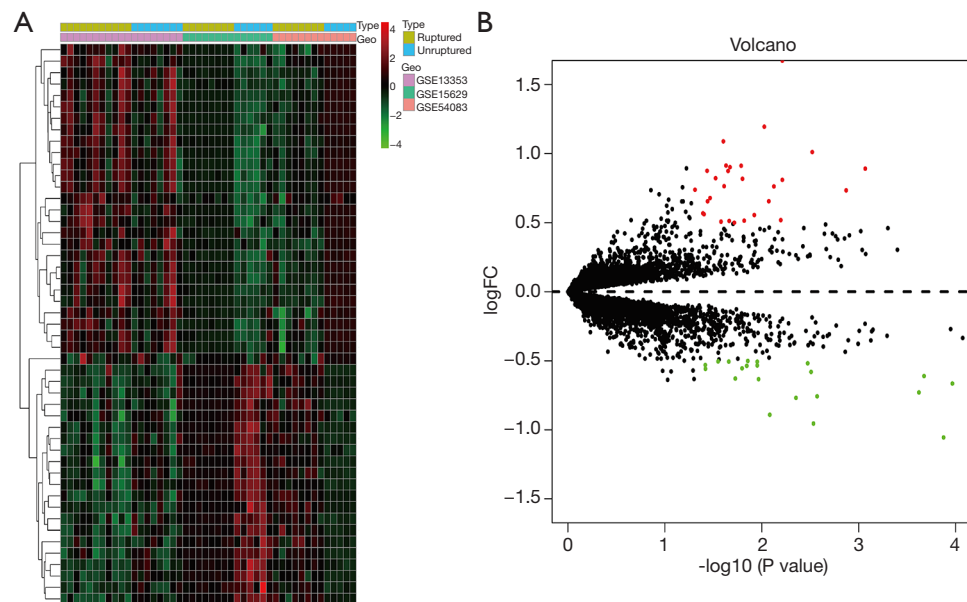 A
Type
Geo
4
2
0
−2
−4
Type
Ruptured
Unruptured
Geo
GSE13353
GSE15629
GSE54083
B
Volcano
logFC
1.5
1.0
0.5
0.0
−0.5
−1.0
−1.5
0 1 2 3 4
-log10 (P value)